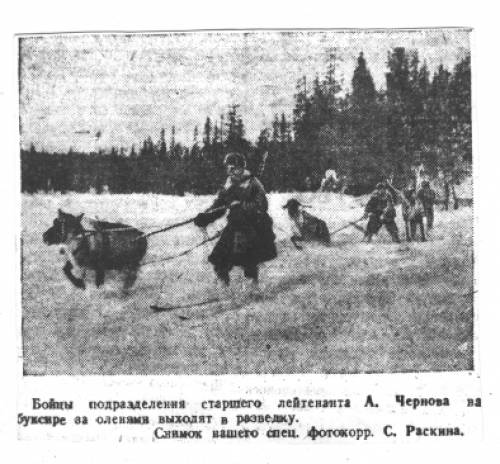 Бойцы подразделения старшего лейтенанта А. Чернова на
буксире за оленями выходят в разведку.
Снимок нашего спец. фотокорр. С. Раскина.